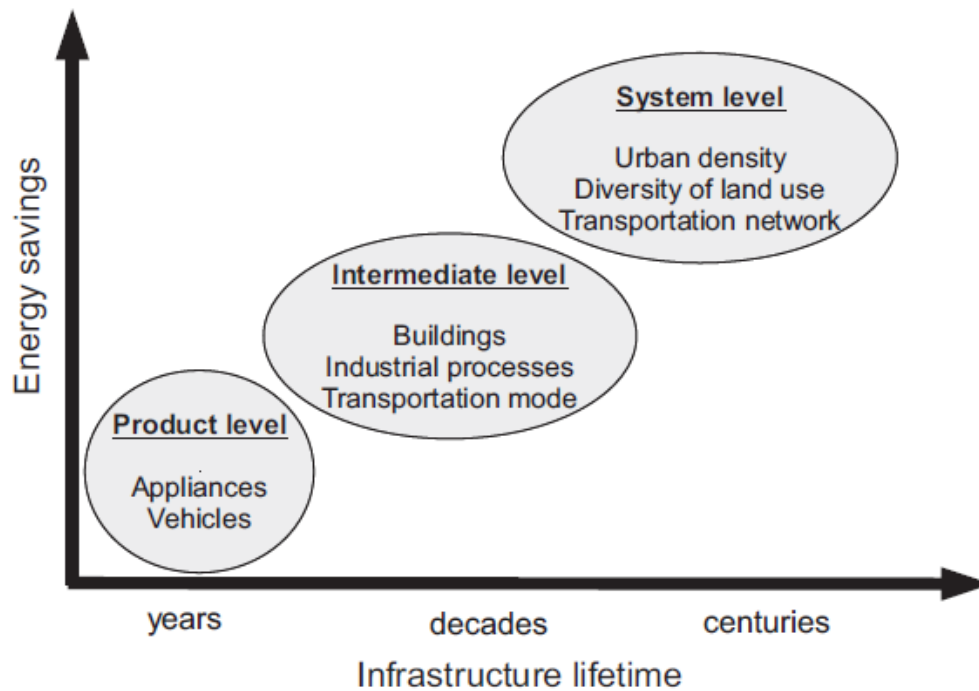 System level
Urban density
Diversity of land use
Transportation network
Intermediate level
Buildings
Industrial processes
Transportation mode
Product level
Appliances
Vehicles
Energy savings
years
decades
centuries
Infrastructure lifetime